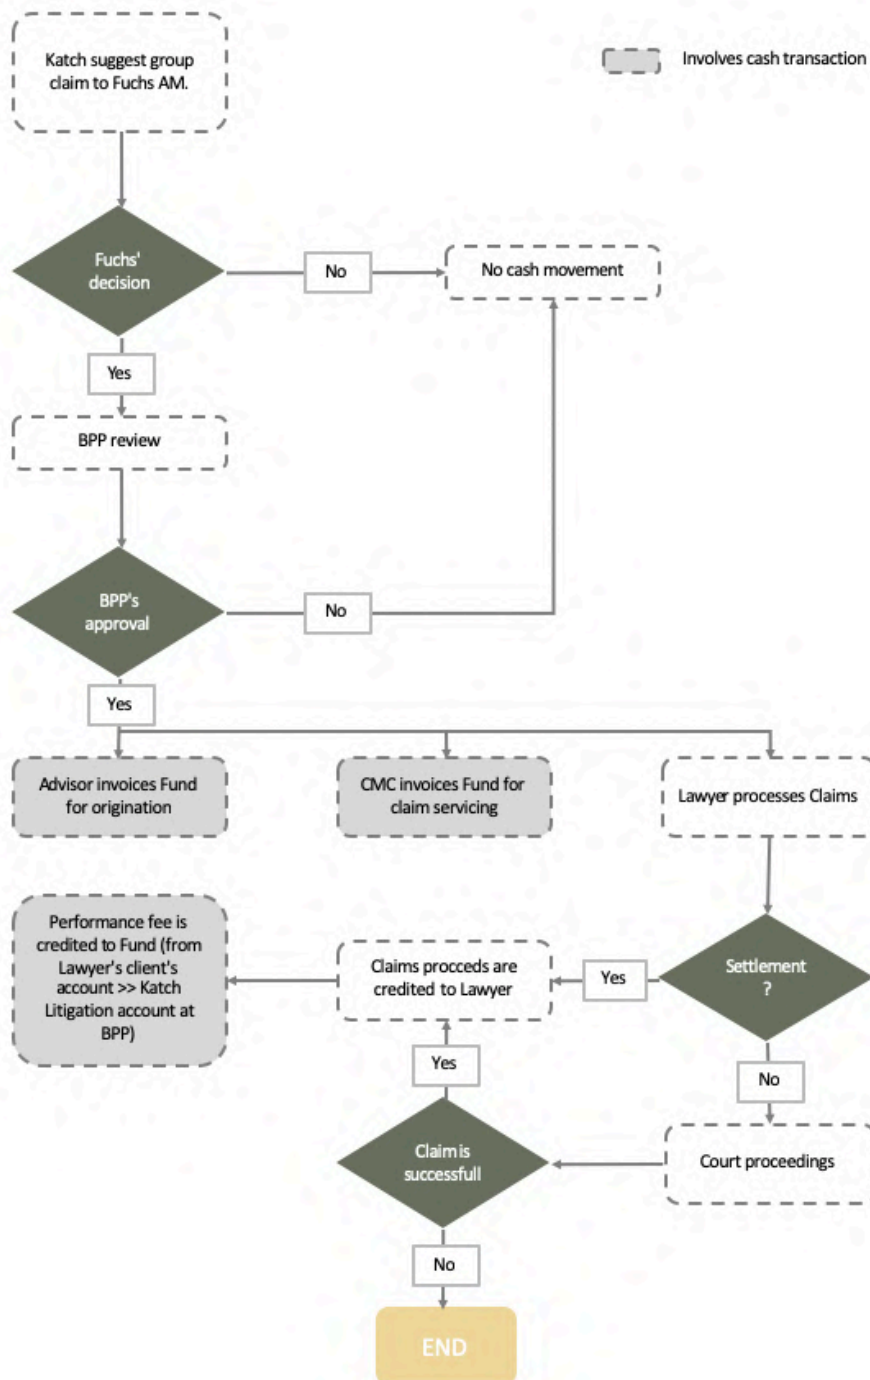 Katch suggest group
claim to Fuchs AM.
Involves cash transaction
Fuchs'
decision
No
No cash movement
Yes
BPP review
BPP's
approval
No
Yes
Advisor invoices Fund
for origination
CMC invoices Fund for
claim servicing
Lawyer processes Claims
Performance fee is
credited to Fund (from
Lawyer's client's
account >> Katch
Litigation account at
BPP)
Claims procceds are
credited to Lawyer
Yes
Settlement
?
Yes
No
Claim is
successfull
Court proceedings
No
END